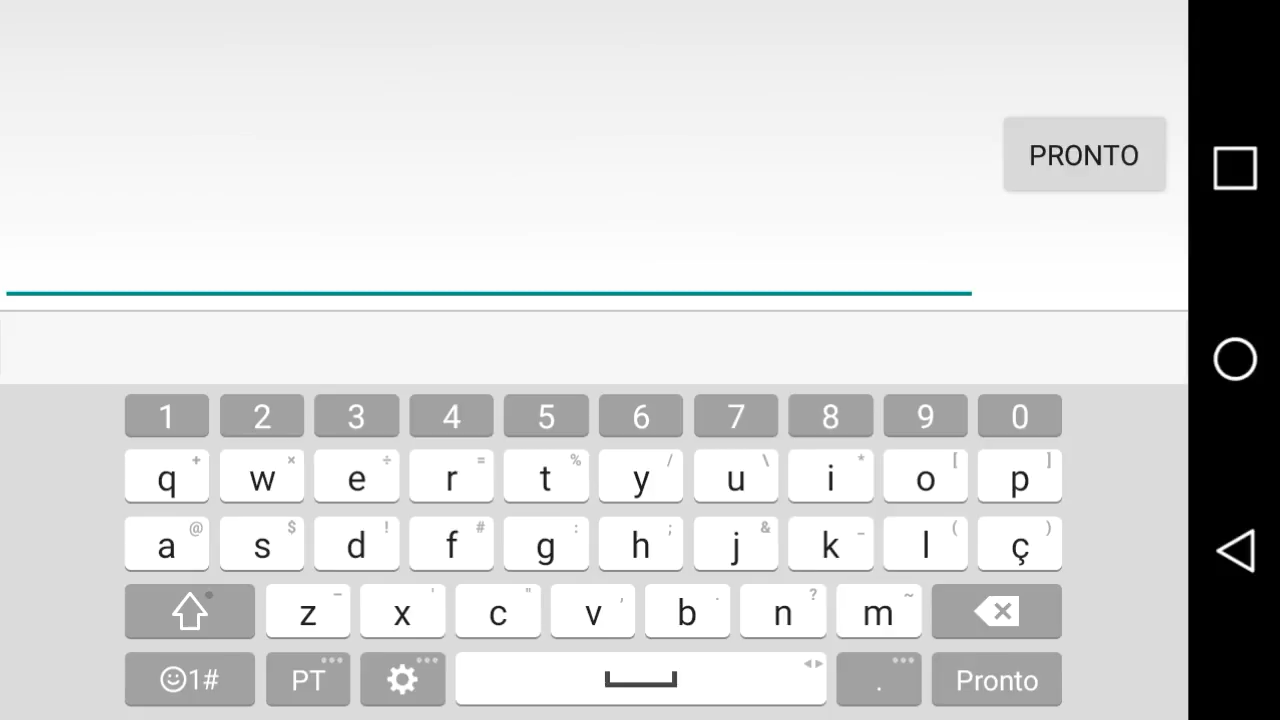 PRONTO
1 2 3 4 5 6 7 8 9 0
q + w × e ÷ r = t % y / u \ i * o [ p ]
a @ s $ d ! f # g : h ; j & k _ l ( ç )
z - x ' c " v , b . n ? m ~
1# PT . Pronto